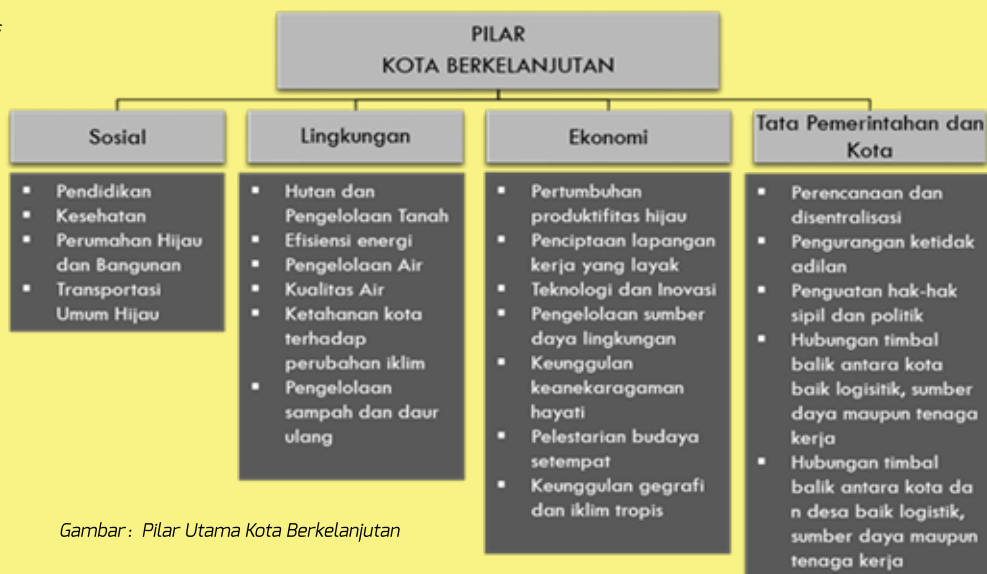 PILAR
KOTA BERKELANJUTAN
Sosial
▪ Pendidikan
▪ Kesehatan
▪ Perumahan Hijau
dan Bangunan
▪ Transportasi
Umum Hijau
Lingkungan
▪ Hutan dan
Pengelolaan Tanah
▪ Efisiensi energi
▪ Pengelolaan Air
▪ Kualitas Air
▪ Ketahanan kota
terhadap
perubahan iklim
▪ Pengelolaan
sampah dan daur
ulang
Ekonomi
▪ Pertumbuhan
produktifitas hijau
▪ Penciptaan lapangan
kerja yang layak
▪ Teknologi dan Inovasi
▪ Pengelolaan sumber
daya lingkungan
▪ Keunggulan
keanekaragaman
hayati
▪ Pelestarian budaya
setempat
▪ Keunggulan gegrafi
dan iklim tropis
Tata Pemerintahan dan
Kota
▪ Perencanaan dan
disentralisasi
▪ Pengurangan ketidak
adilan
▪ Penguatan hak-hak
sipil dan politik
▪ Hubungan timbal
balik antara kota
baik logisitik, sumber
daya maupun tenaga
kerja
▪ Hubungan timbal
balik antara kota da
n desa baik logistik,
sumber daya maupun
tenaga kerja
Gambar : Pilar Utama Kota Berkelanjutan